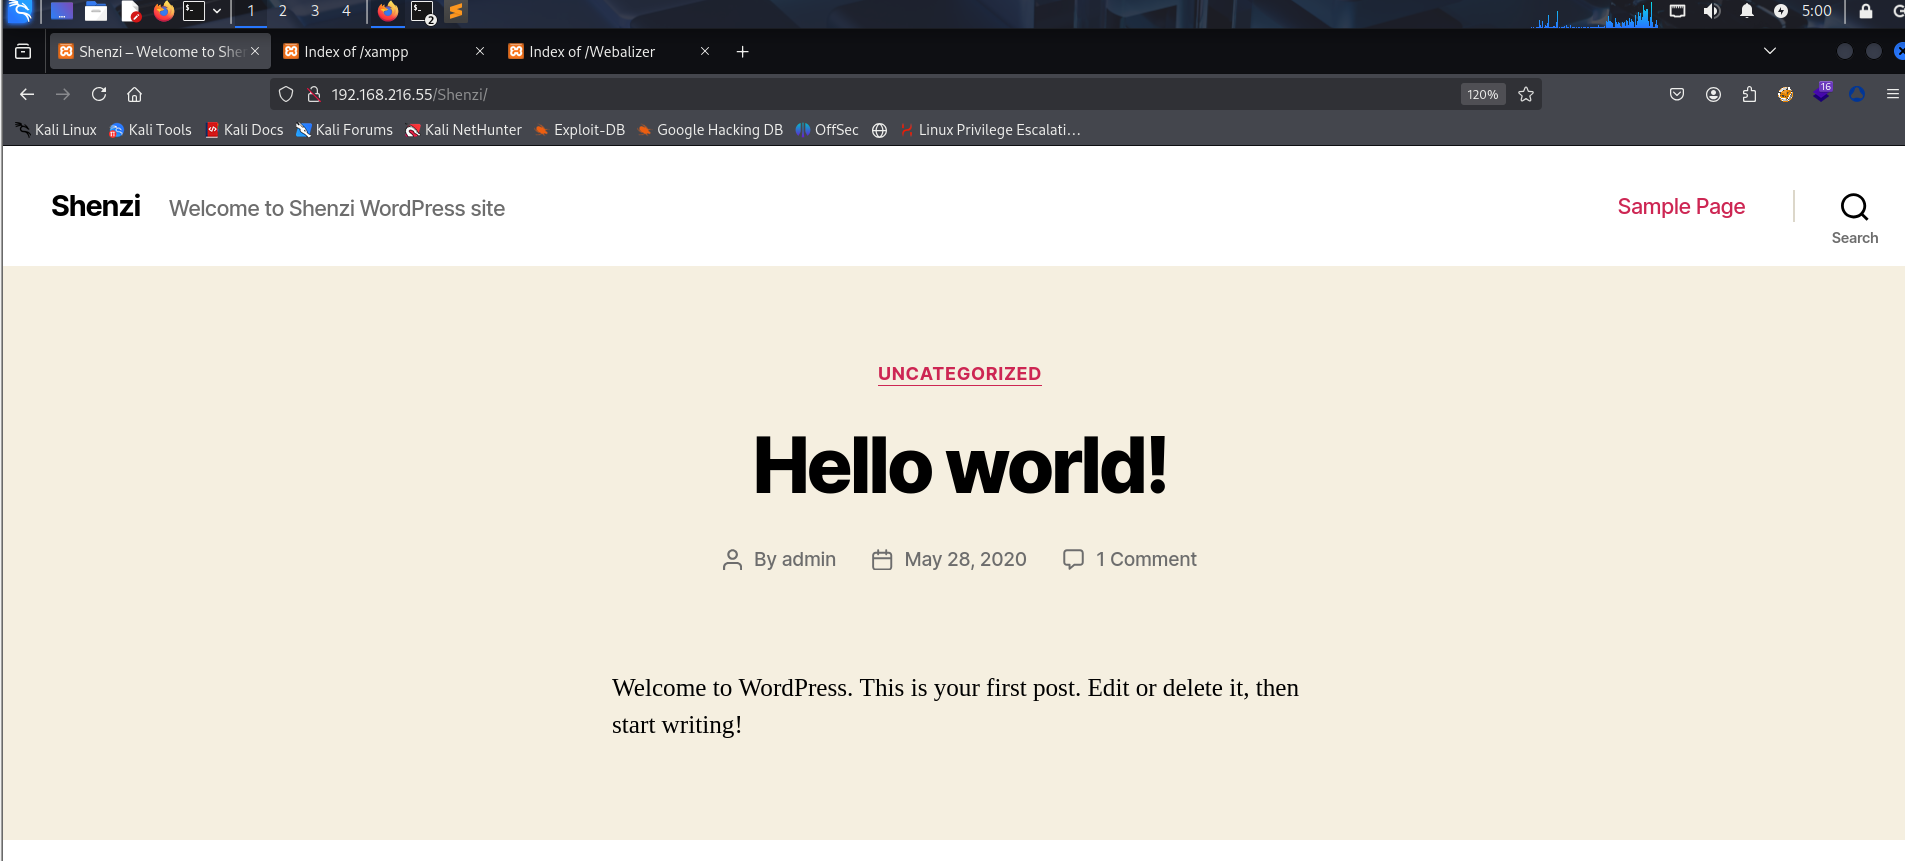 1 2 3 4 2 5:00
Shenzi – Welcome to She Index of /xampp Index of /Webalizer
192.168.216.55/Shenzi/ 120% 16
Kali Linux Kali Tools Kali Docs Kali Forums Kali NetHunter Exploit-DB Google Hacking DB OffSec Linux Privilege Escalati…
Shenzi Welcome to Shenzi WordPress site Sample Page
Search
UNCATEGORIZED
Hello world!
By admin May 28, 2020 1 Comment
Welcome to WordPress. This is your first post. Edit or delete it, then
start writing!